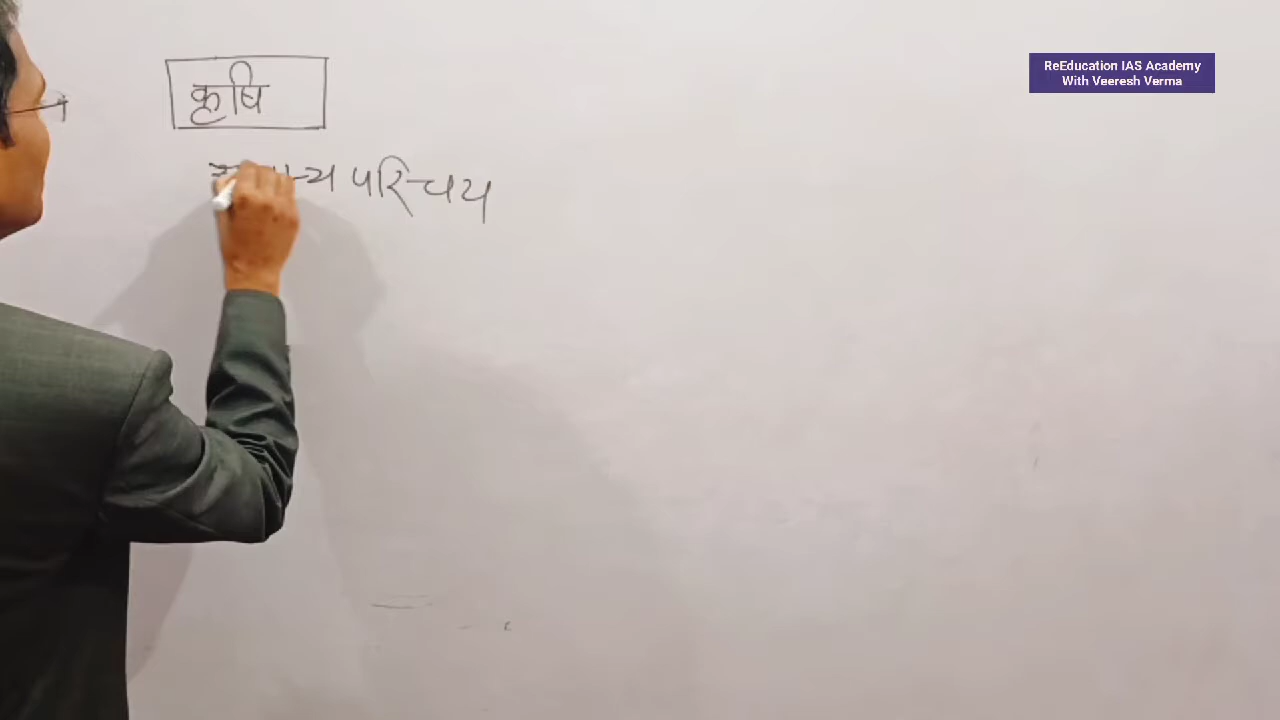 कृषि
परिचय
ReEducation IAS Academy
With Veeresh Verma